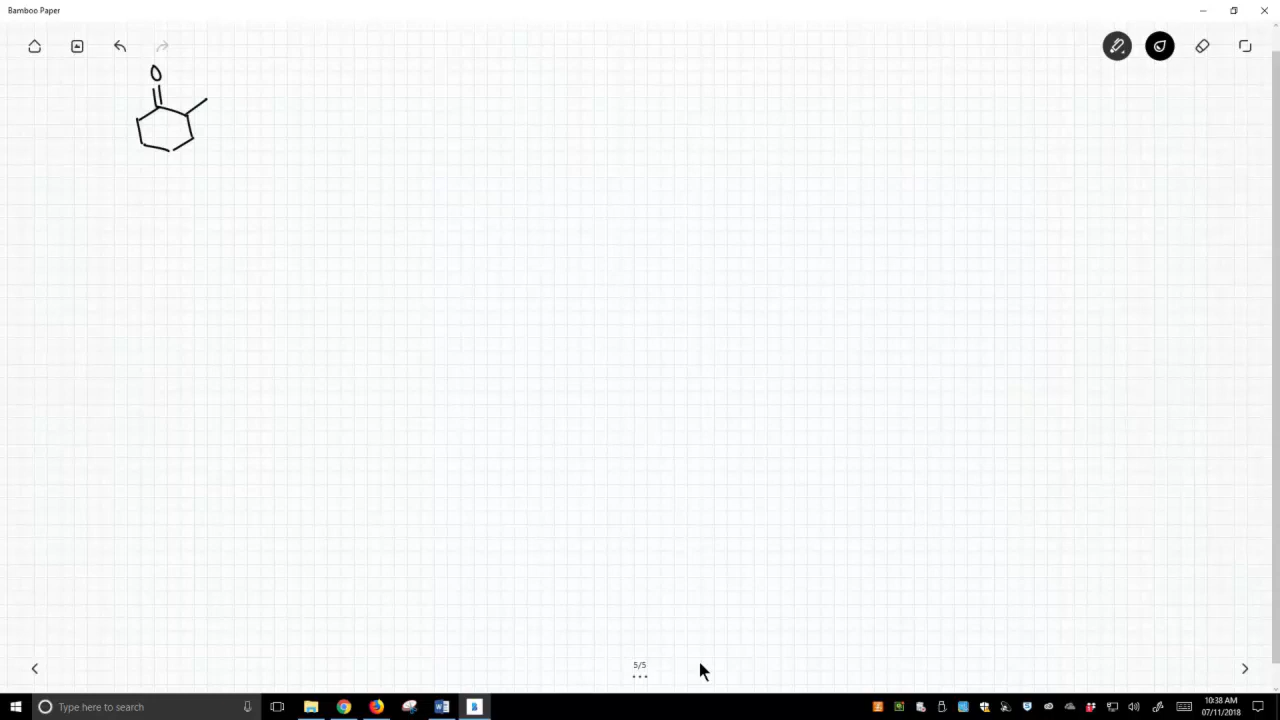 Bamboo Paper
O
5/5
Type here to search
10:38 AM
07/11/2018